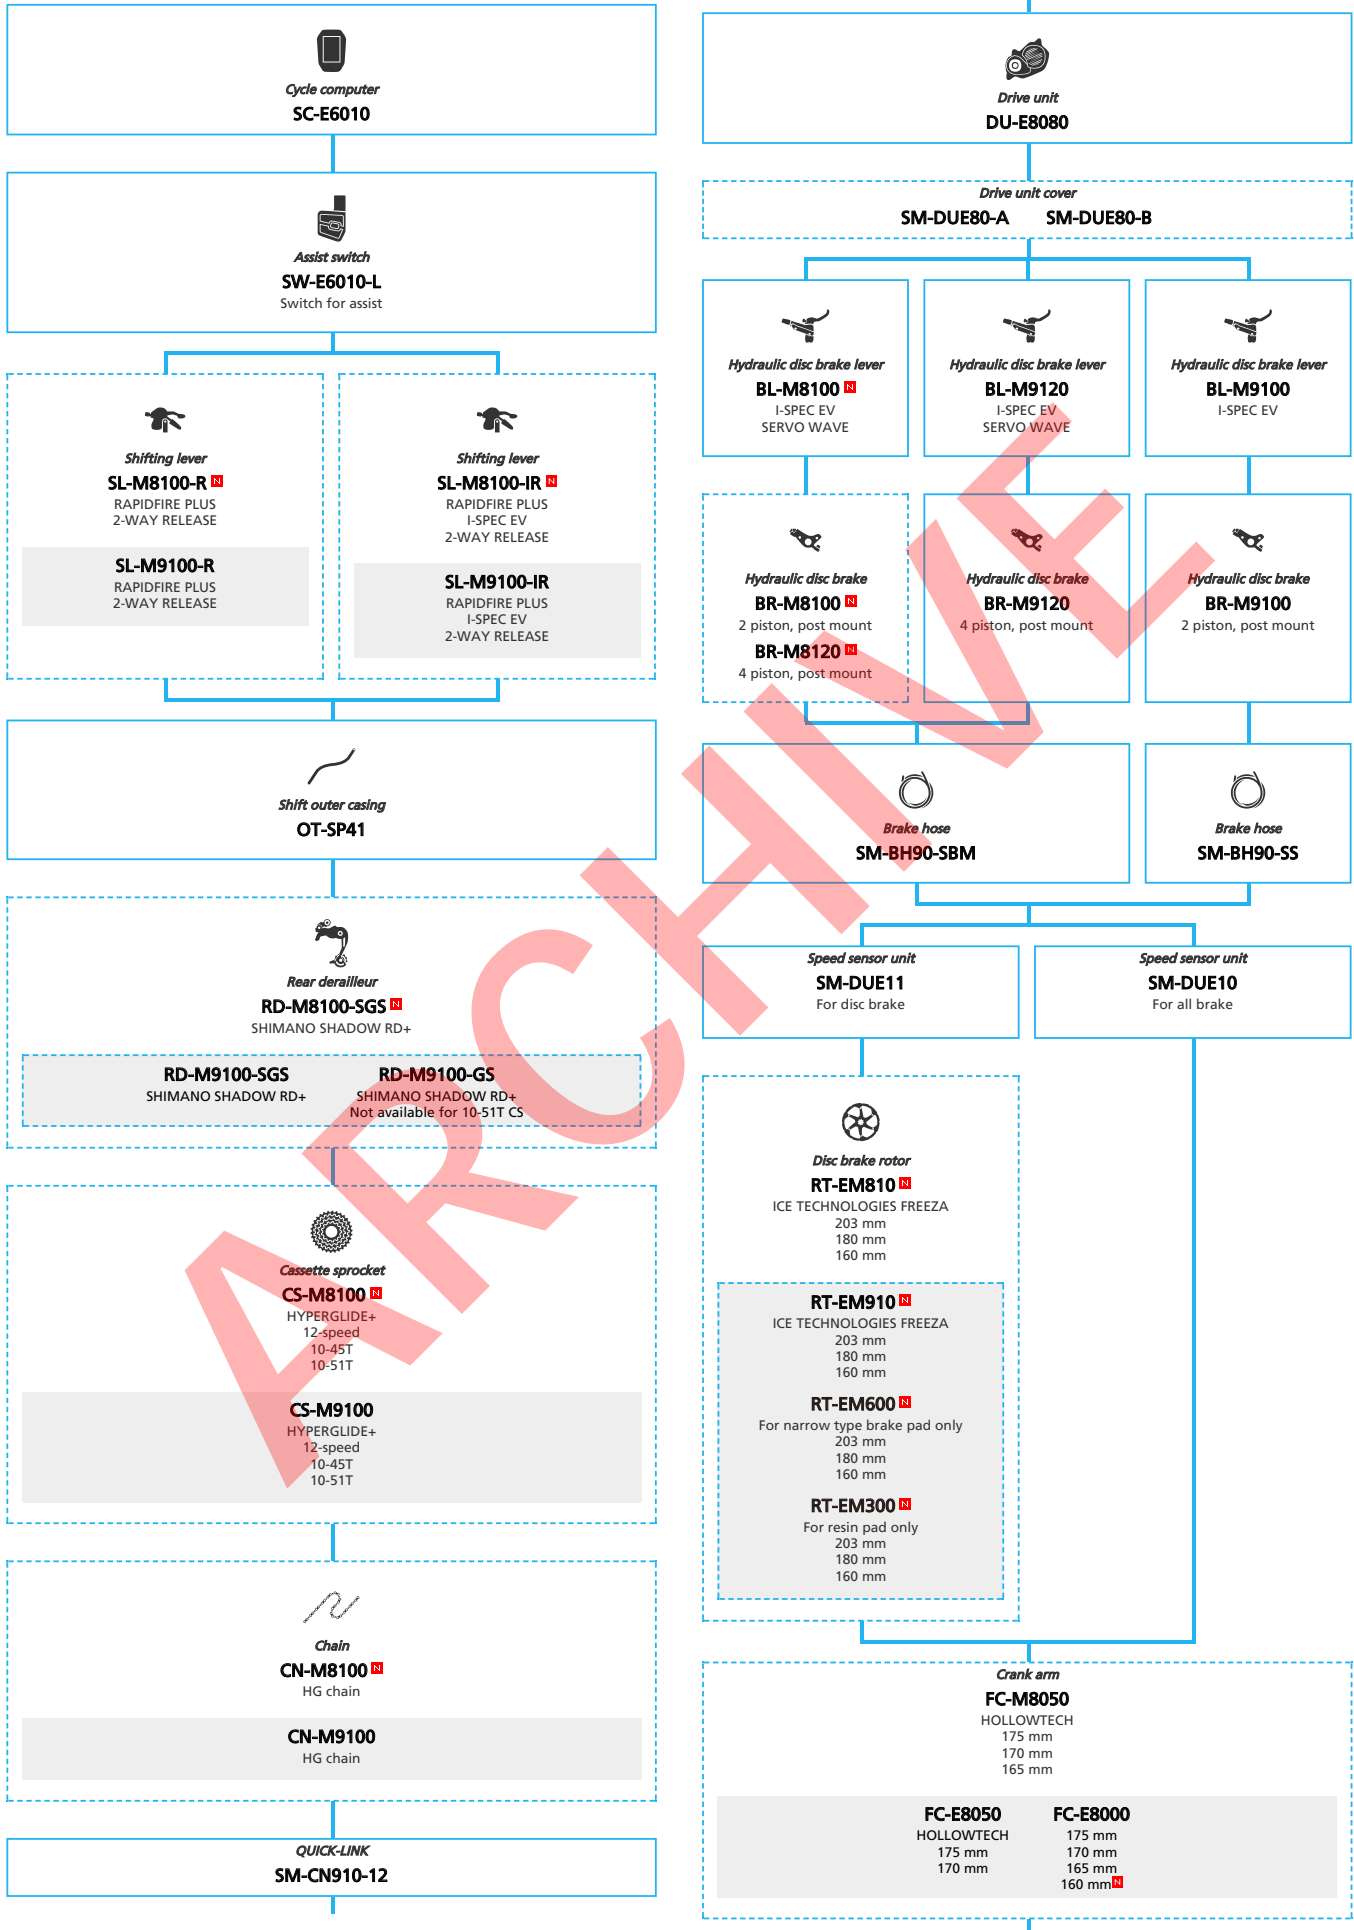 Cycle computer
SC-E6010
Assist switch
SW-E6010-L
Switch for assist
Shifting lever
SL-M8100-R N
RAPIDFIRE PLUS
2-WAY RELEASE
SL-M9100-R
RAPIDFIRE PLUS
2-WAY RELEASE
Shifting lever
SL-M8100-IR N
RAPIDFIRE PLUS
I-SPEC EV
2-WAY RELEASE
SL-M9100-IR
RAPIDFIRE PLUS
I-SPEC EV
2-WAY RELEASE
Shift outer casing
OT-SP41
Rear derailleur
RD-M8100-SGS N
SHIMANO SHADOW RD+
RD-M9100-SGS
SHIMANO SHADOW RD+
RD-M9100-GS
SHIMANO SHADOW RD+
Not available for 10-51T CS
Cassette sprocket
CS-M8100 N
HYPERGLIDE+
12-speed
10-45T
10-51T
CS-M9100
HYPERGLIDE+
12-speed
10-45T
10-51T
Chain
CN-M8100 N
HG chain
CN-M9100
HG chain
QUICK-LINK
SM-CN910-12
Drive unit
DU-E8080
Drive unit cover
SM-DUE80-A SM-DUE80-B
Hydraulic disc brake lever
BL-M8100 N
I-SPEC EV
SERVO WAVE
Hydraulic disc brake lever
BL-M9120
I-SPEC EV
SERVO WAVE
Hydraulic disc brake lever
BL-M9100
I-SPEC EV
Hydraulic disc brake
BR-M8100 N
2 piston, post mount
BR-M8120 N
4 piston, post mount
Hydraulic disc brake
BR-M9120
4 piston, post mount
Hydraulic disc brake
BR-M9100
2 piston, post mount
Brake hose
SM-BH90-SBM
Brake hose
SM-BH90-SS
Speed sensor unit
SM-DUE11
For disc brake
Speed sensor unit
SM-DUE10
For all brake
Disc brake rotor
RT-EM810 N
ICE TECHNOLOGIES FREEZA
203 mm
180 mm
160 mm
RT-EM910 N
ICE TECHNOLOGIES FREEZA
203 mm
180 mm
160 mm
RT-EM600 N
For narrow type brake pad only
203 mm
180 mm
160 mm
RT-EM300 N
For resin pad only
203 mm
180 mm
160 mm
Crank arm
FC-M8050
HOLLOWTECH
175 mm
170 mm
165 mm
FC-E8050
HOLLOWTECH
175 mm
170 mm
FC-E8000
175 mm
170 mm
165 mm
160 mm N
ARCHIVE